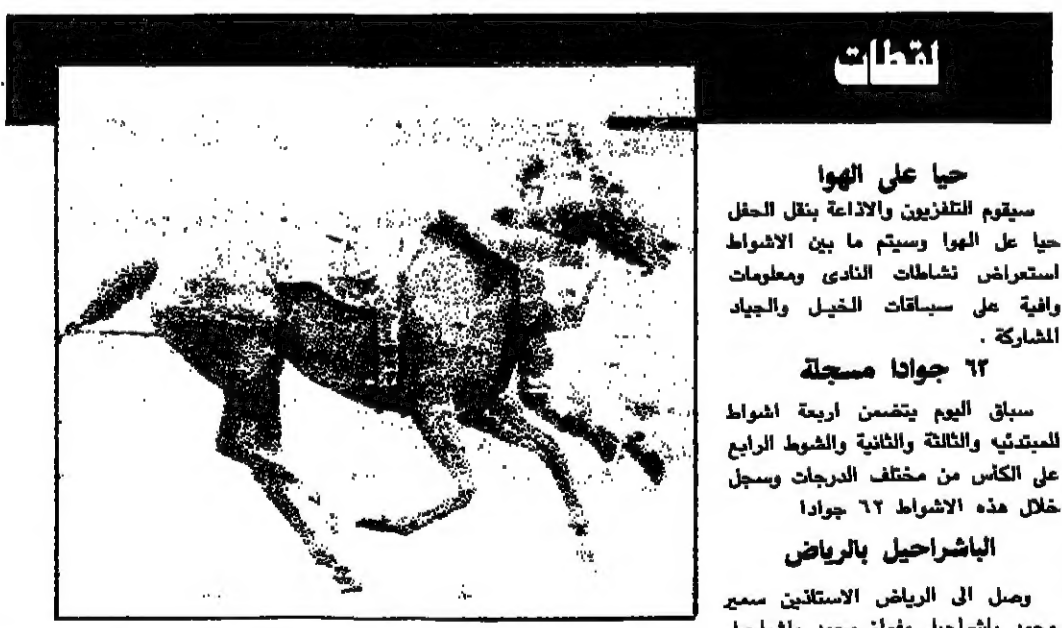 لقطات
حيا على الهوا
سيقوم التلفزيون والاذاعة بنقل الحفل
حيا عل الهوا وسيتم ما بين الاشواط
استعراض نشاطات النادى ومعلومات
وافية على سباقات الخيل والجياد
المشاركة .
٦٢ جوادا مسجلة
سباق اليوم يتضمن اربعة اشواط
للمبتدئيه والثالثة والثانية والشوط الرابع
على الكأس من مختلف الدرجات وسجل
خلال هذه الاشواط ٦٢ جوادا
الباشراحيل بالرياض
وصل الى الرياض الاستاذين سمير